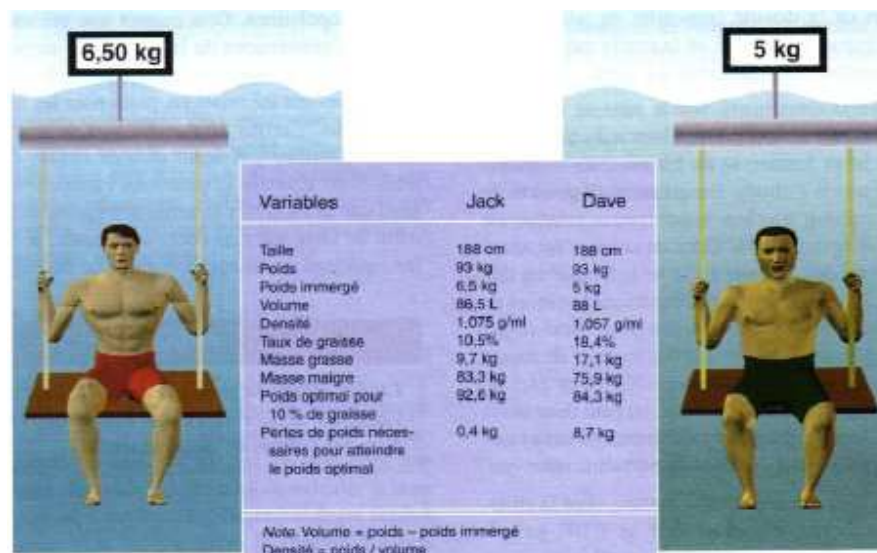 6,50 kg
5 kg
Variables Jack Dave
Taille 188 cm 188 cm
Poids 93 kg 93 kg
Poids immergé 6,5 kg 5 kg
Volume 86,5 L 88 L
Densité 1,075 g/ml 1,057 g/ml
Taux de graisse 10,5% 18,4%
Masse grasse 9,7 kg 17,1 kg
Masse maigre 83,3 kg 75,9 kg
Poids optimal pour 92,6 kg 84,3 kg
10 % de graisse
Pertes de poids néces- 0,4 kg 8,7 kg
saires pour atteindre
le poids optimal
Note. Volume = poids – poids immergé
Densité = poids / volume